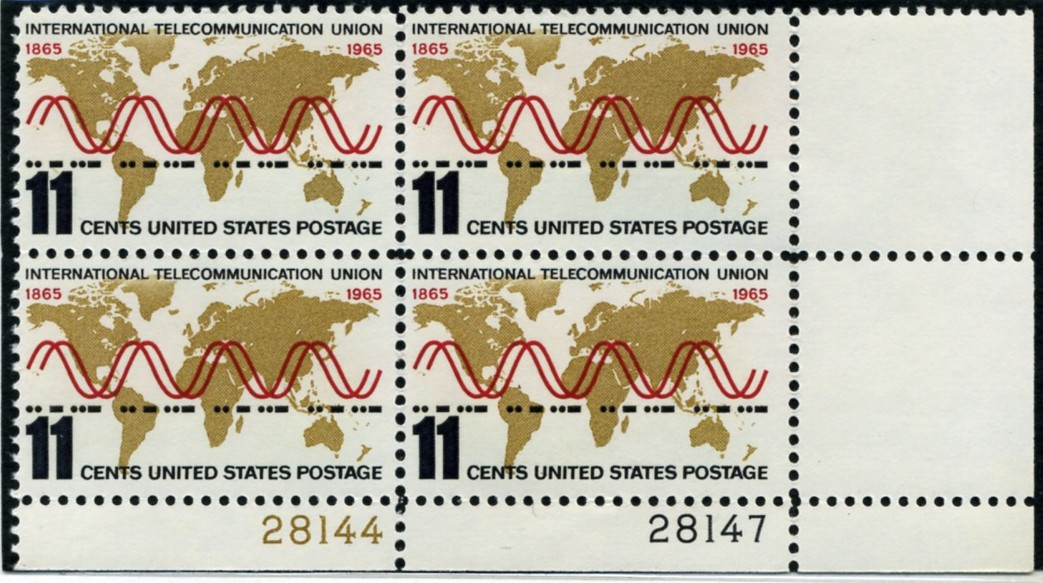 INTERNATIONAL TELECOMMUNICATION UNION
1865 1965
11 CENTS UNITED STATES POSTAGE
INTERNATIONAL TELECOMMUNICATION UNION
1865 1965
11 CENTS UNITED STATES POSTAGE
INTERNATIONAL TELECOMMUNICATION UNION
1865 1965
11 CENTS UNITED STATES POSTAGE
INTERNATIONAL TELECOMMUNICATION UNION
1865 1965
11 CENTS UNITED STATES POSTAGE
28144 28147